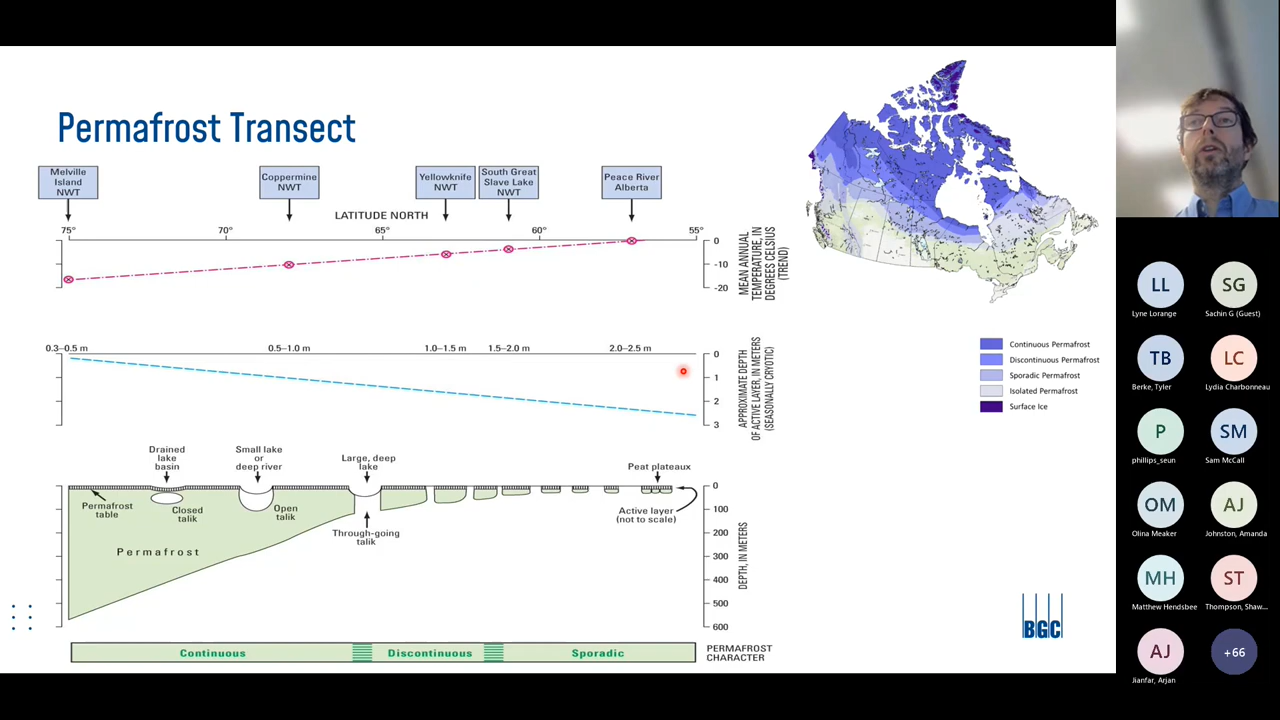 Permafrost Transect
Melville
Island
NWT
Coppermine
NWT
Yellowknife
NWT
South Great
Slave Lake
NWT
Peace River
Alberta
LATITUDE NORTH
75°
70°
65
60°
55
0
-10
-20
MEAN ANNUAL
TEMPERATURE, IN
DEGREES CELSIUS
(TREND)
0.3–0.5 m
0.5–1.0 m
1.0–1.5 m
1.5–2.0 m
2.0–2.5 m
0
1
2
3
APPROXIMATE DEPTH
OF ACTIVE LAYER, IN METERS
(SEASONALLY CRYOTIC)
Continuous Permafrost
Discontinuous Permafrost
Sporadic Permafrost
Isolated Permafrost
Surface Ice
Drained
lake
basin
Small lake
or
deep river
Large, deep
lake
Peat plateaux
Permafrost
table
Closed
talik
Open
talik
Through-going
talik
Active layer
(not to scale)
Permafrost
0
100
200
300
400
500
600
DEPTH, IN METERS
Continuous
Discontinuous
Sporadic
PERMAFROST
CHARACTER
BGC
LL
Lyne Lorange
SG
Sachin G (Guest)
TB
Berke, Tyler
LC
Lydia Charbonneau
P
phillips_seun
SM
Sam McCall
OM
Olina Meaker
AJ
Johnston, Amanda
MH
Matthew Hendsbee
ST
Thompson, Shaw...
AJ
Jianfar, Arjan
+66